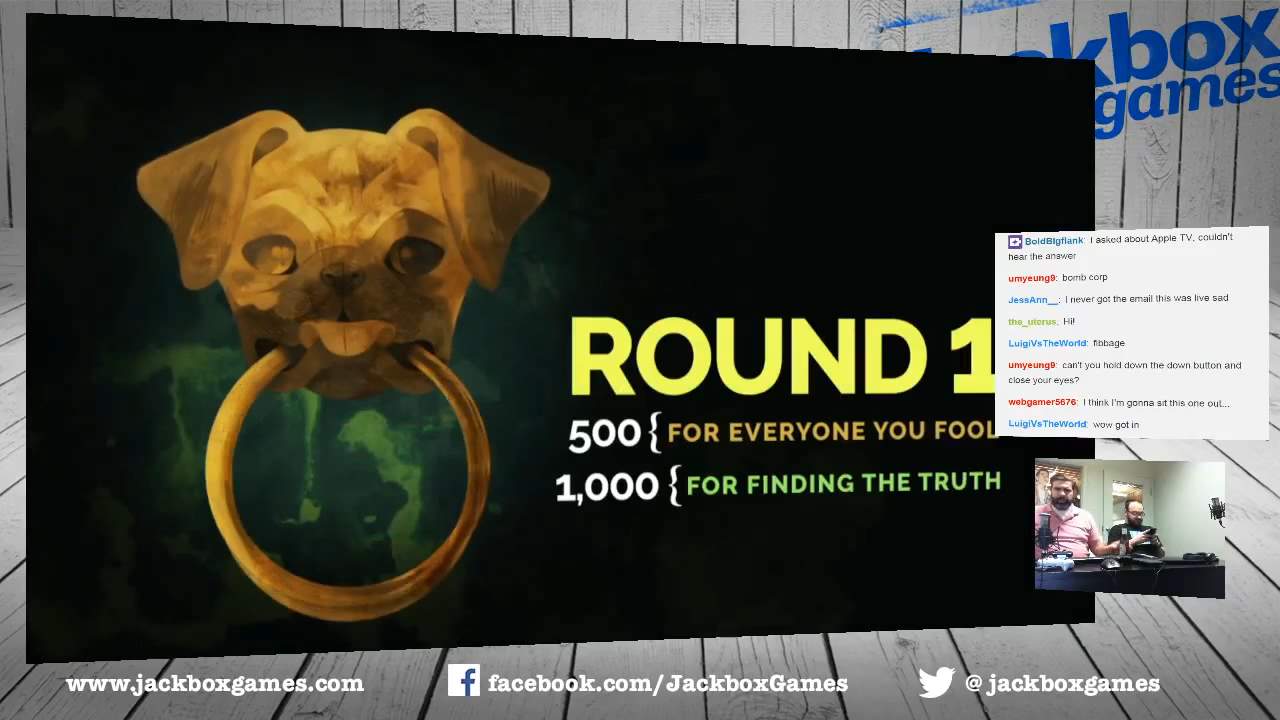 Jackbox
games
BoldBIgflank: I asked about Apple TV, couldn't
hear the answer
umyeung9: bomb corp
JessAnn__: I never got the email this was live sad
the_uterus: Hi!
LuigiVsTheWorld: fibbage
umyeung9: can't you hold down the down button and
close your eyes?
webgamer5676: I think I'm gonna sit this one out...
LuigiVsTheWorld: wow got in
ROUND 1
500 { FOR EVERYONE YOU FOOL
1,000 { FOR FINDING THE TRUTH
www.jackboxgames.com
facebook.com/JackboxGames
@jackboxgames